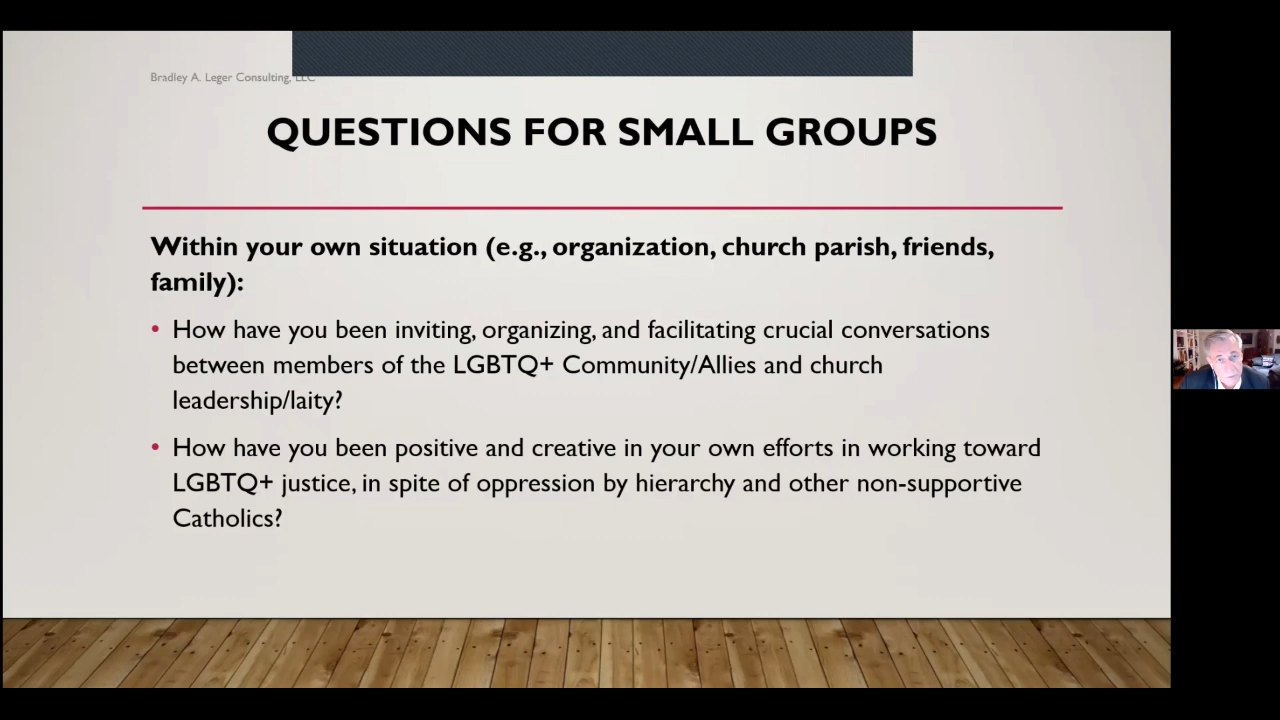 Bradley A. Leger Consulting, LLC
QUESTIONS FOR SMALL GROUPS
Within your own situation (e.g., organization, church parish, friends,
family):
• How have you been inviting, organizing, and facilitating crucial conversations
between members of the LGBTQ+ Community/Allies and church
leadership/laity?
• How have you been positive and creative in your own efforts in working toward
LGBTQ+ justice, in spite of oppression by hierarchy and other non-supportive
Catholics?